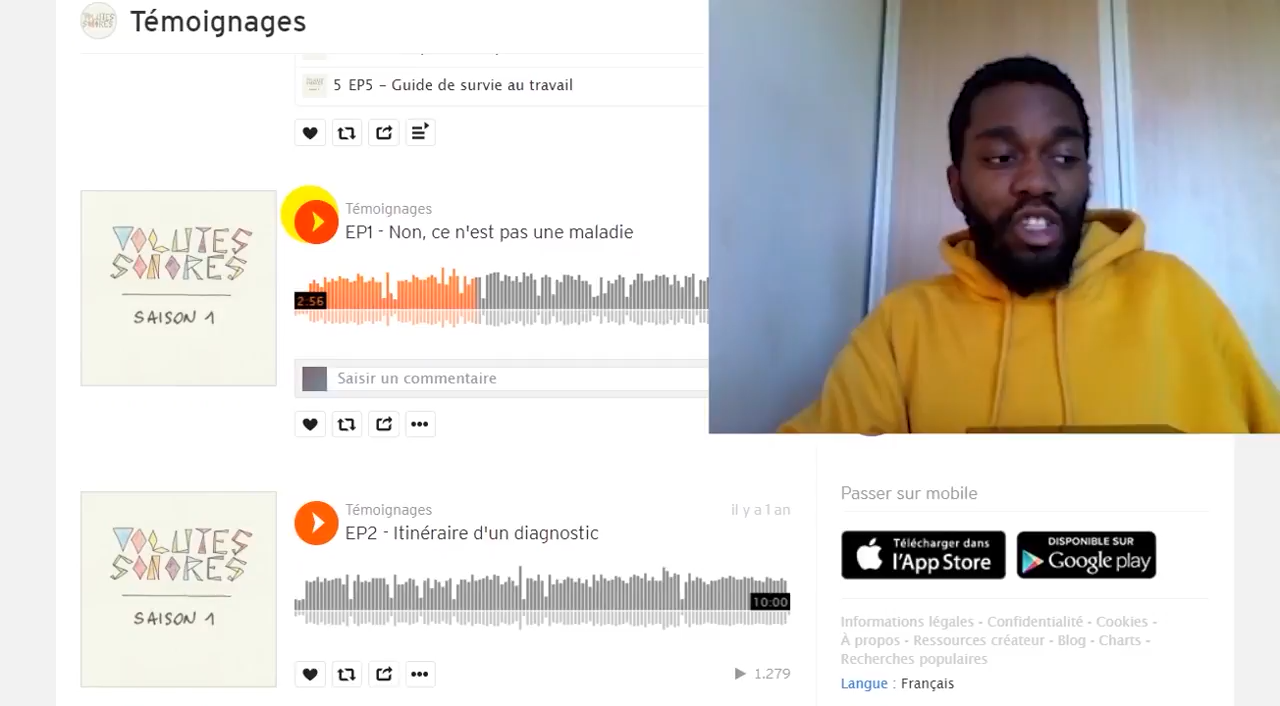 Témoignages
5 EP5 – Guide de survie au travail
Témoignages
EP1 - Non, ce n'est pas une maladie
VOLUTES
SONORES
SAISON 1
2:56
Saisir un commentaire
Témoignages
il y a 1 an
EP2 - Itinéraire d'un diagnostic
VOLUTES
SONORES
SAISON 1
10:00
1.279
Passer sur mobile
Télécharger dans
l'App Store
DISPONIBLE SUR
Google play
Informations légales - Confidentialité - Cookies -
À propos - Ressources créateur - Blog - Charts -
Recherches populaires
Langue : Français